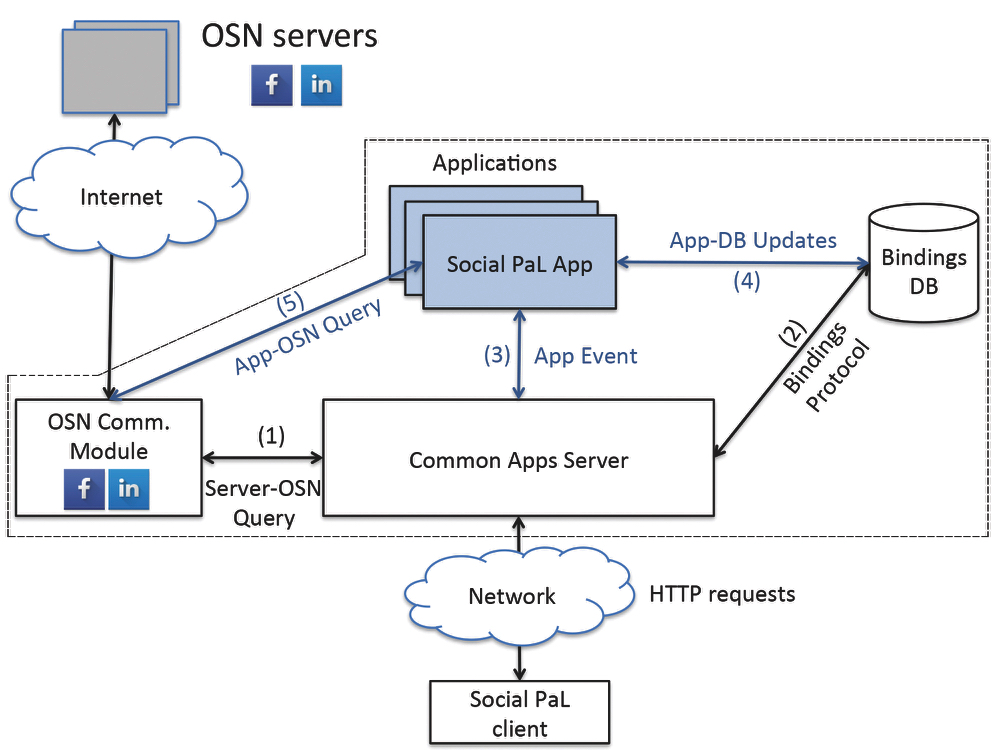 OSN servers
f in
Internet
Applications
Social PaL App
App-DB Updates
(4)
Bindings
DB
(5)
App-OSN Query
(3)
App Event
(2)
Bindings
Protocol
OSN Comm.
Module
f in
(1)
Server-OSN
Query
Common Apps Server
Network
HTTP requests
Social PaL
client